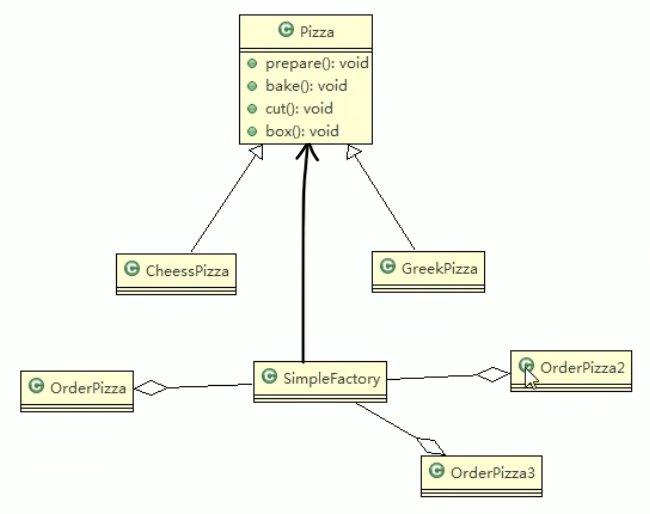 Pizza
prepare(): void
bake(): void
cut(): void
box(): void
CheessPizza
GreekPizza
OrderPizza
SimpleFactory
OrderPizza2
OrderPizza3